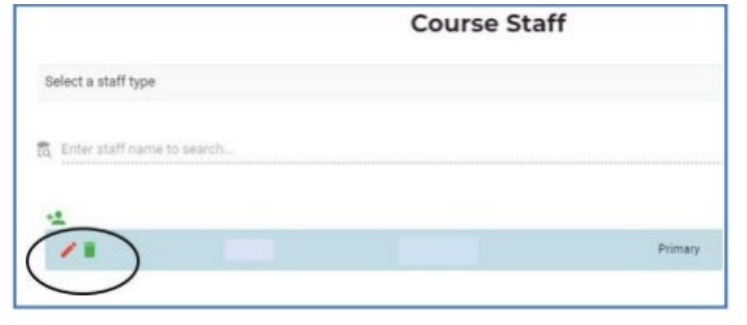 Course Staff
Select a staff type
Enter staff name to search...
Primary